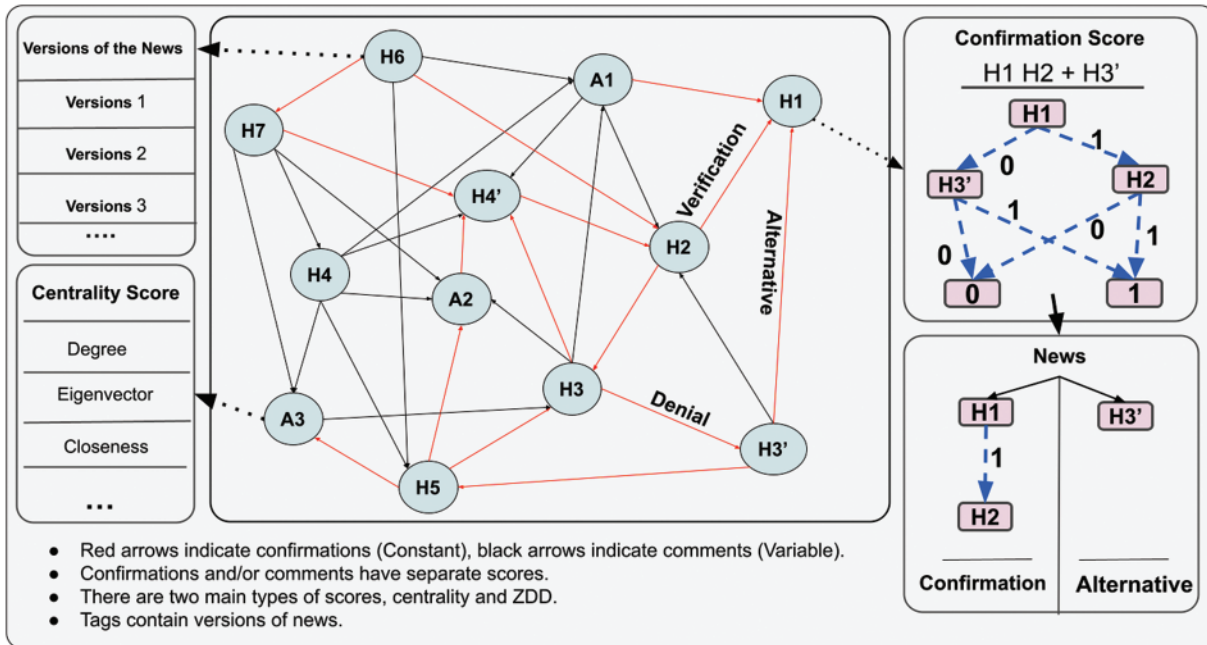 Versions of the News
Versions 1
Versions 2
Versions 3
....
Centrality Score
Degree
Eigenvector
Closeness
...
H6
A1
H1
H7
H4’
H2
H4
A2
H3
A3
H3’
H5
Verification
Alternative
Denial
Confirmation Score
H1 H2 + H3’
H1
0
1
H3’
H2
1
0
0
1
0
1
News
H1
H3’
1
H2
Confirmation
Alternative
● Red arrows indicate confirmations (Constant), black arrows indicate comments (Variable).
● Confirmations and/or comments have separate scores.
● There are two main types of scores, centrality and ZDD.
● Tags contain versions of news.